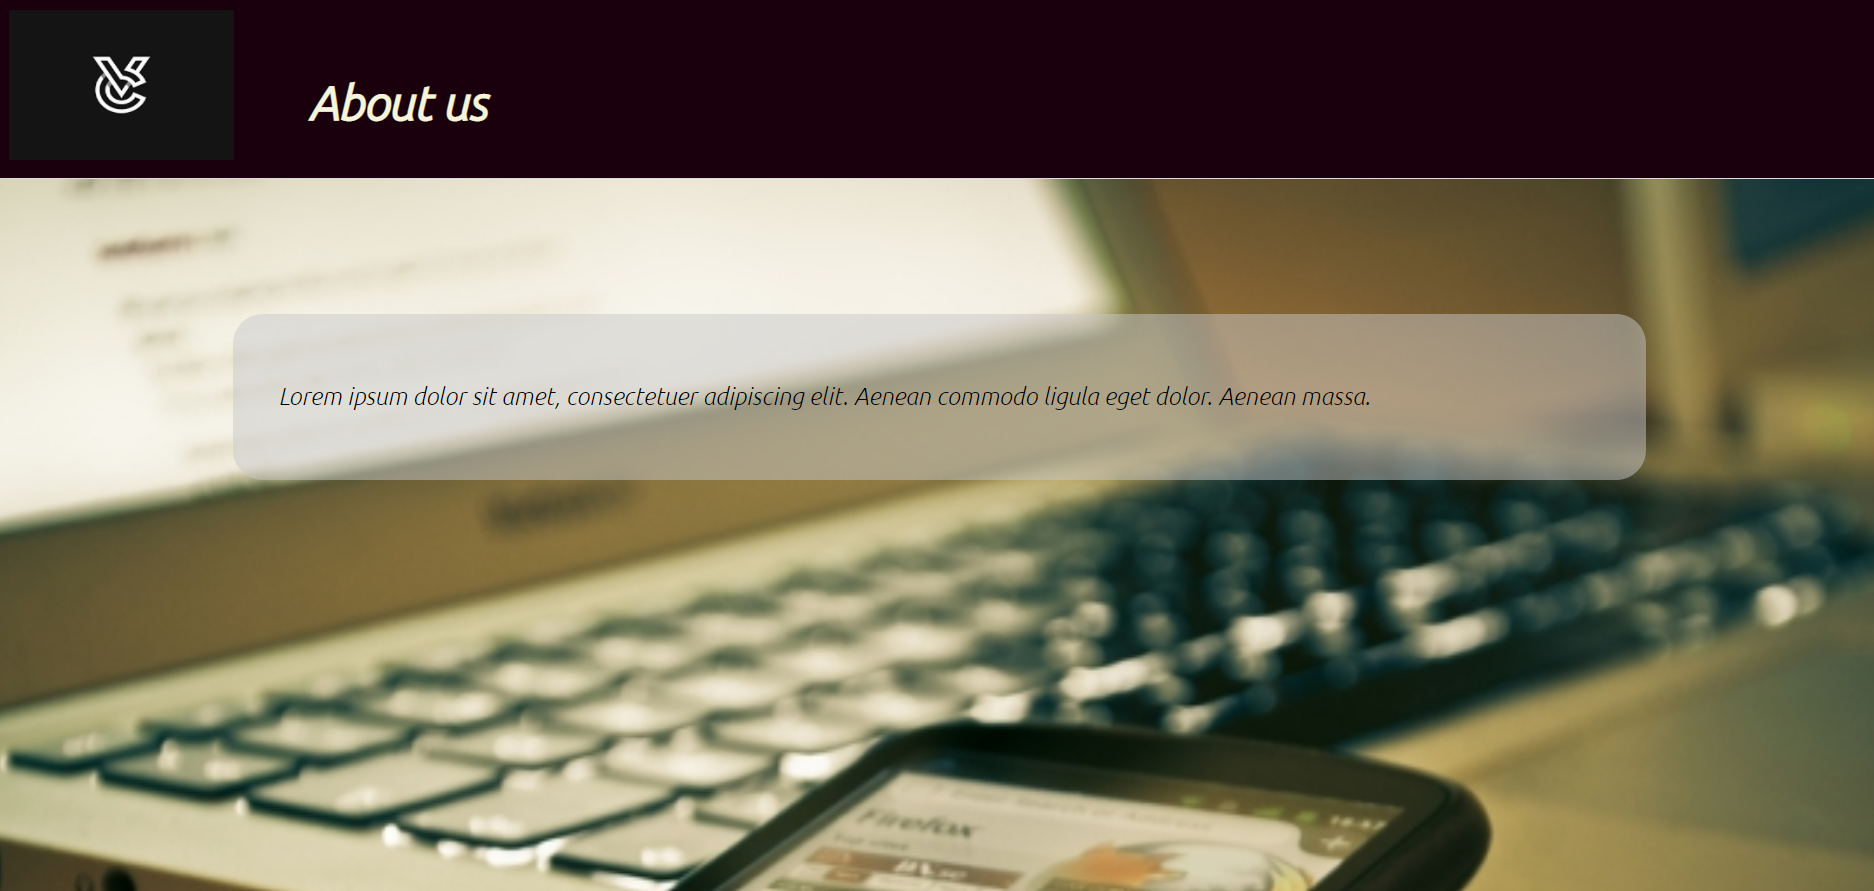 About us
Lorem ipsum dolor sit amet, consectetuer adipiscing elit. Aenean commodo ligula eget dolor. Aenean massa.
Firefox